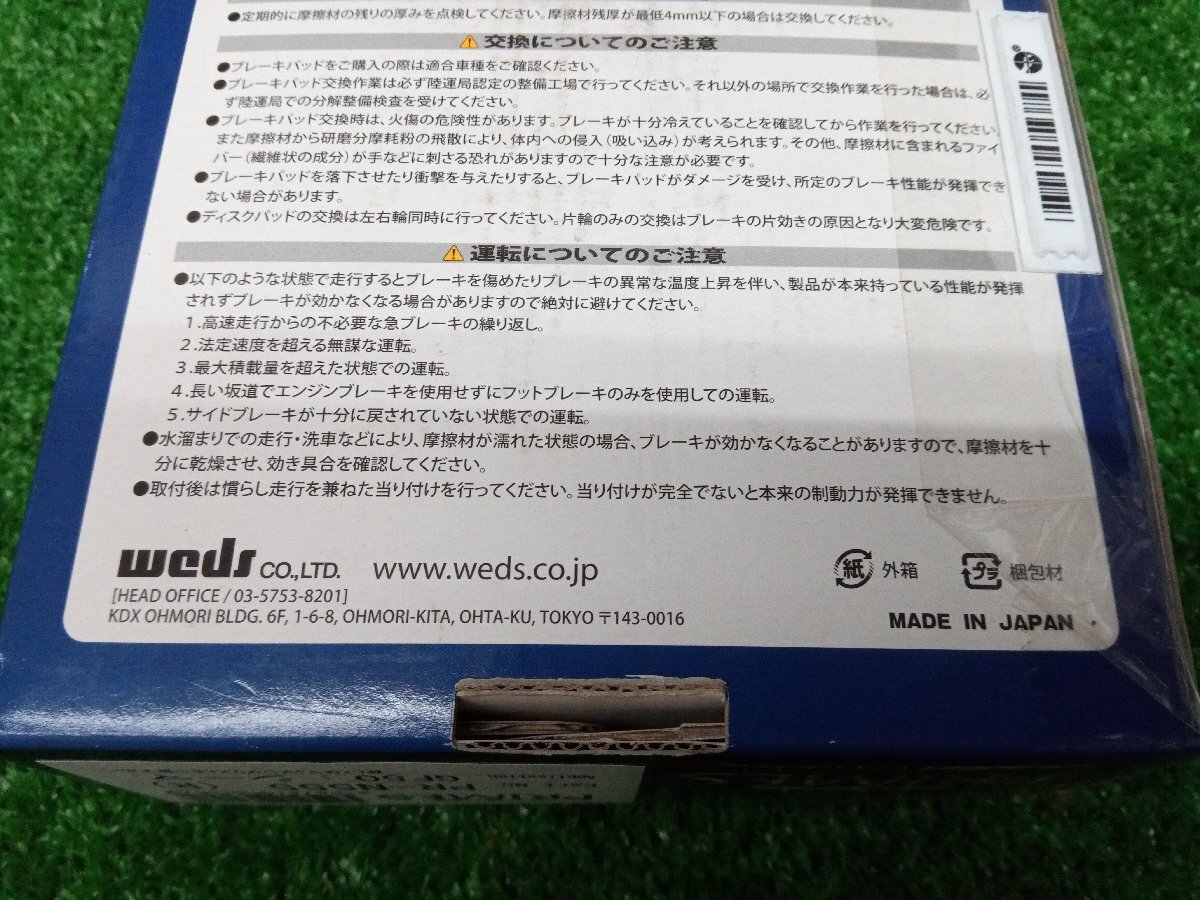 ●定期的に摩擦材の残りの厚みを点検してください。摩擦材残厚が最低4mm以下の場合は交換してください。
交換についてのご注意
●ブレーキパッドをご購入の際は適合車種をご確認ください。
●ブレーキパッド交換作業は必ず陸運局認定の整備工場で行ってください。それ以外の場所で交換作業を行った場合は、必
ず陸運局での分解整備検査を受けてください。
●ブレーキパッド交換時は、火傷の危険性があります。ブレーキが十分冷えていることを確認してから作業を行ってください。
また摩擦材から研磨分摩耗粉の飛散により、体内への侵入（吸い込み）が考えられます。その他、摩擦材に含まれるファイ
バー（繊維状の成分）が手などに刺さる恐れがありますので十分な注意が必要です。
●ブレーキパッドを落下させたり衝撃を与えたりすると、ブレーキパッドがダメージを受け、所定のブレーキ性能が発揮でき
ない場合があります。
●ディスクパッドの交換は左右輪同時に行ってください。片輪のみの交換はブレーキの片効きの原因となり大変危険です。
運転についてのご注意
●以下のような状態で走行するとブレーキを傷めたりブレーキの異常な温度上昇を伴い、製品が本来持っている性能が発揮
されずブレーキが効かなくなる場合がありますので絶対に避けてください。
1.高速走行からの不必要な急ブレーキの繰り返し。
2.法定速度を超える無謀な運転。
3.最大積載量を超えた状態での運転。
4.長い坂道でエンジンブレーキを使用せずにフットブレーキのみを使用しての運転。
5.サイドブレーキが十分に戻されていない状態での運転。
●水溜まりでの走行・洗車などにより、摩擦材が濡れた状態の場合、ブレーキが効かなくなることがありますので、摩擦材を十
分に乾燥させ、効き具合を確認してください。
●取付後は慣らし走行を兼ねた当り付けを行ってください。当り付けが完全でないと本来の制動力が発揮できません。
weds CO.,LTD. www.weds.co.jp
紙 外箱 プラ 梱包材
[HEAD OFFICE / 03-5753-8201]
KDX OHMORI BLDG. 6F, 1-6-8, OHMORI-KITA, OHTA-KU, TOKYO 〒143-0016
MADE IN JAPAN